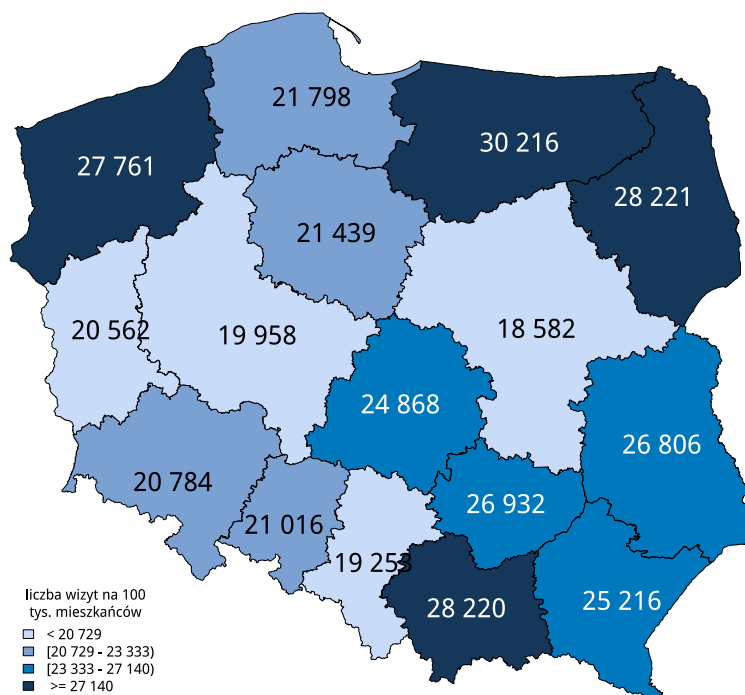 21 798
30 216
27 761
28 221
21 439
20 562
19 958
18 582
24 868
26 806
20 784
26 932
21 016
19 253
25 216
28 220
liczba wizyt na 100
tys. mieszkańców
< 20 729
[20 729 - 23 333)
[23 333 - 27 140)
>= 27 140